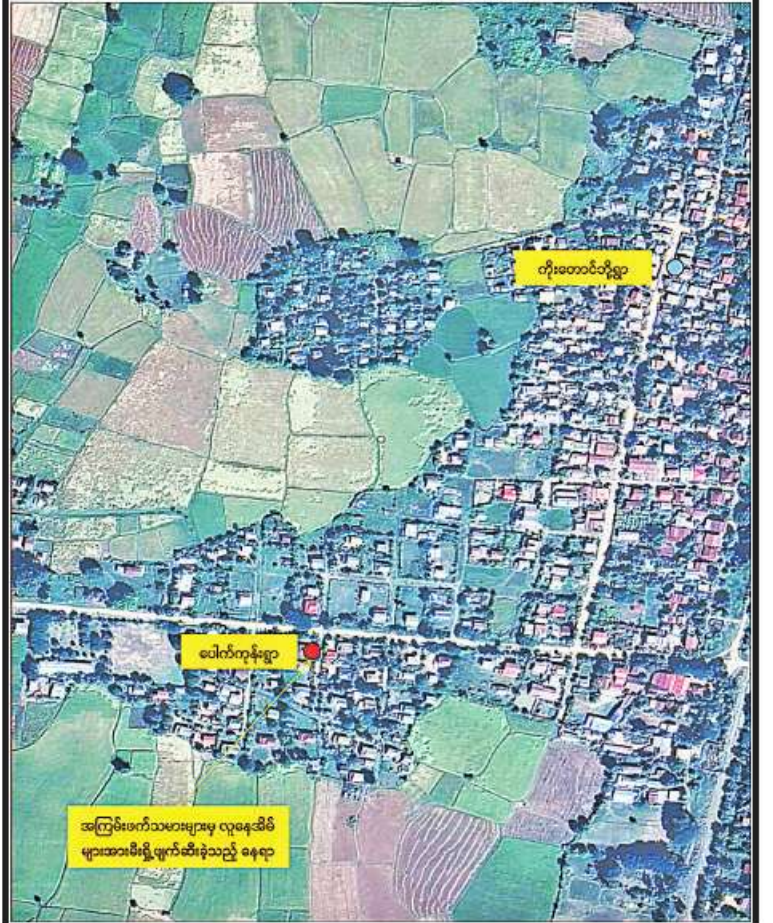 ကိုးတောင်ဘို့ရွာ
ပေါက်ကုန်းရွာ
အကြမ်းဖက်သမားများမှ လူနေအိမ်
များအားမီးရှို့ဖျက်ဆီးခဲ့သည့် နေရာ